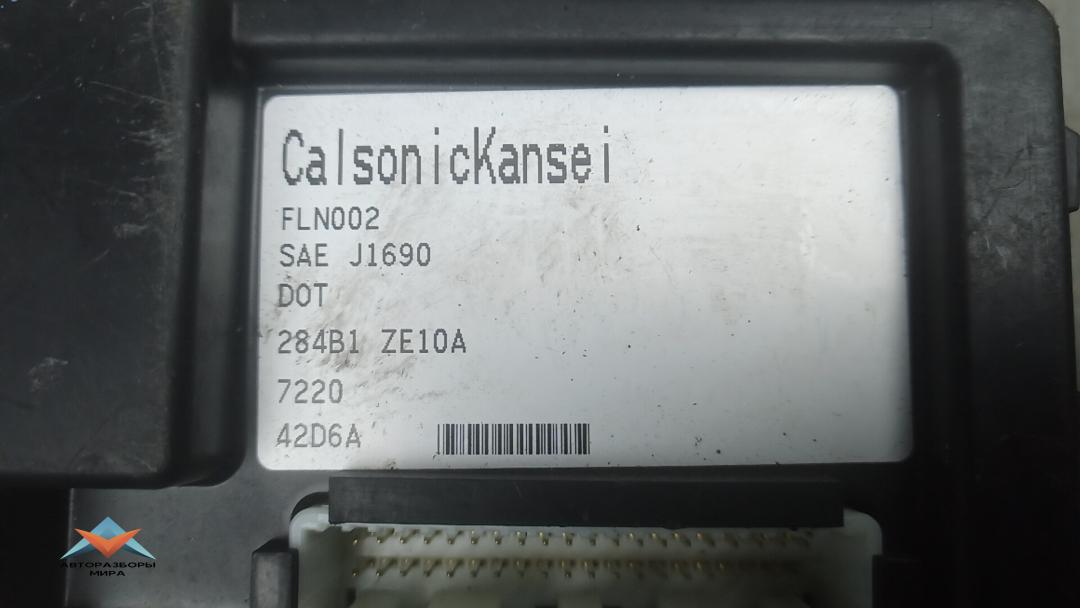 CalsonicKansei
FLN002
SAE J1690
DOT
284B1 ZE10A
7220
42D6A
АВТОРАЗБОРЫ
МИРА